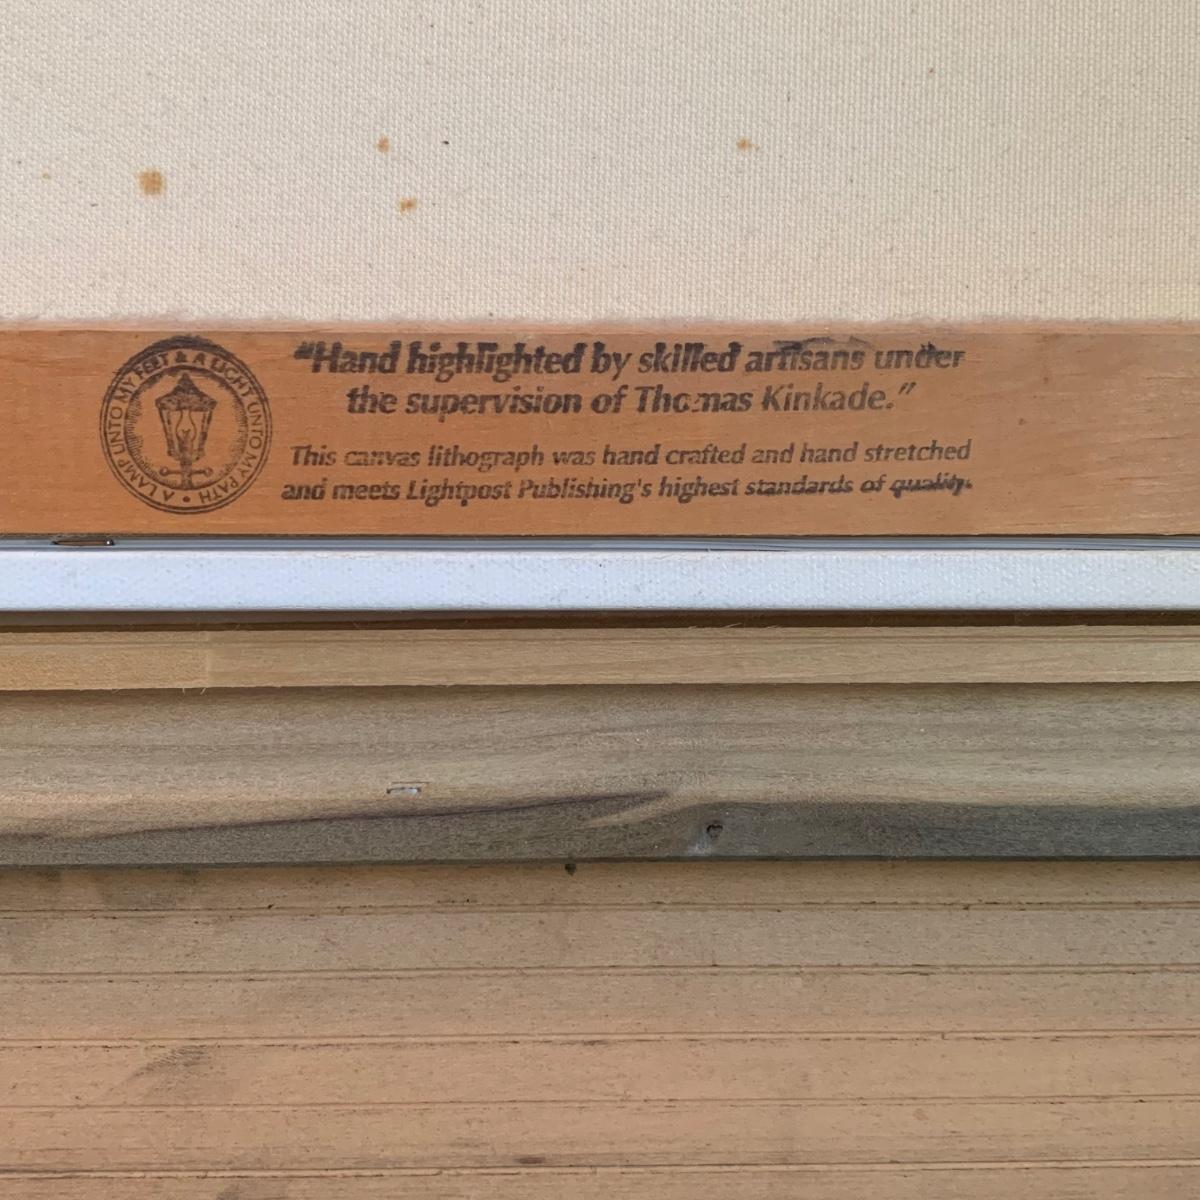 A LAMP UNTO MY FEET & A LIGHT UNTO MY PATH •
"Hand highlighted by skilled artisans under
the supervision of Thomas Kinkade."
This canvas lithograph was hand crafted and hand stretched
and meets Lightpost Publishing's highest standards of quality.